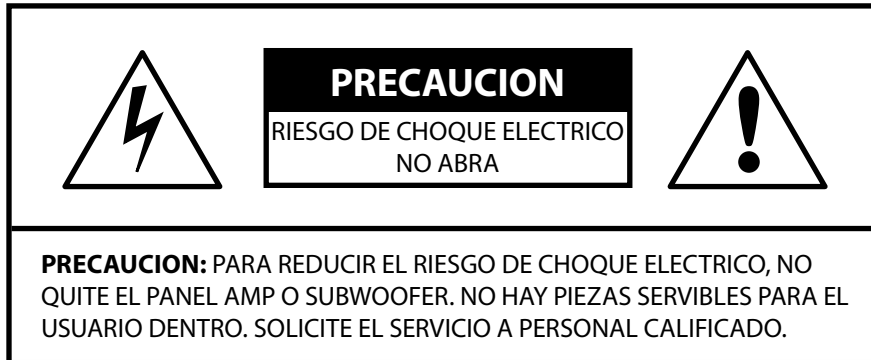 PRECAUCION
RIESGO DE CHOQUE ELECTRICO
NO ABRA
PRECAUCION: PARA REDUCIR EL RIESGO DE CHOQUE ELECTRICO, NO
QUITE EL PANEL AMP O SUBWOOFER. NO HAY PIEZAS SERVIBLES PARA EL
USUARIO DENTRO. SOLICITE EL SERVICIO A PERSONAL CALIFICADO.